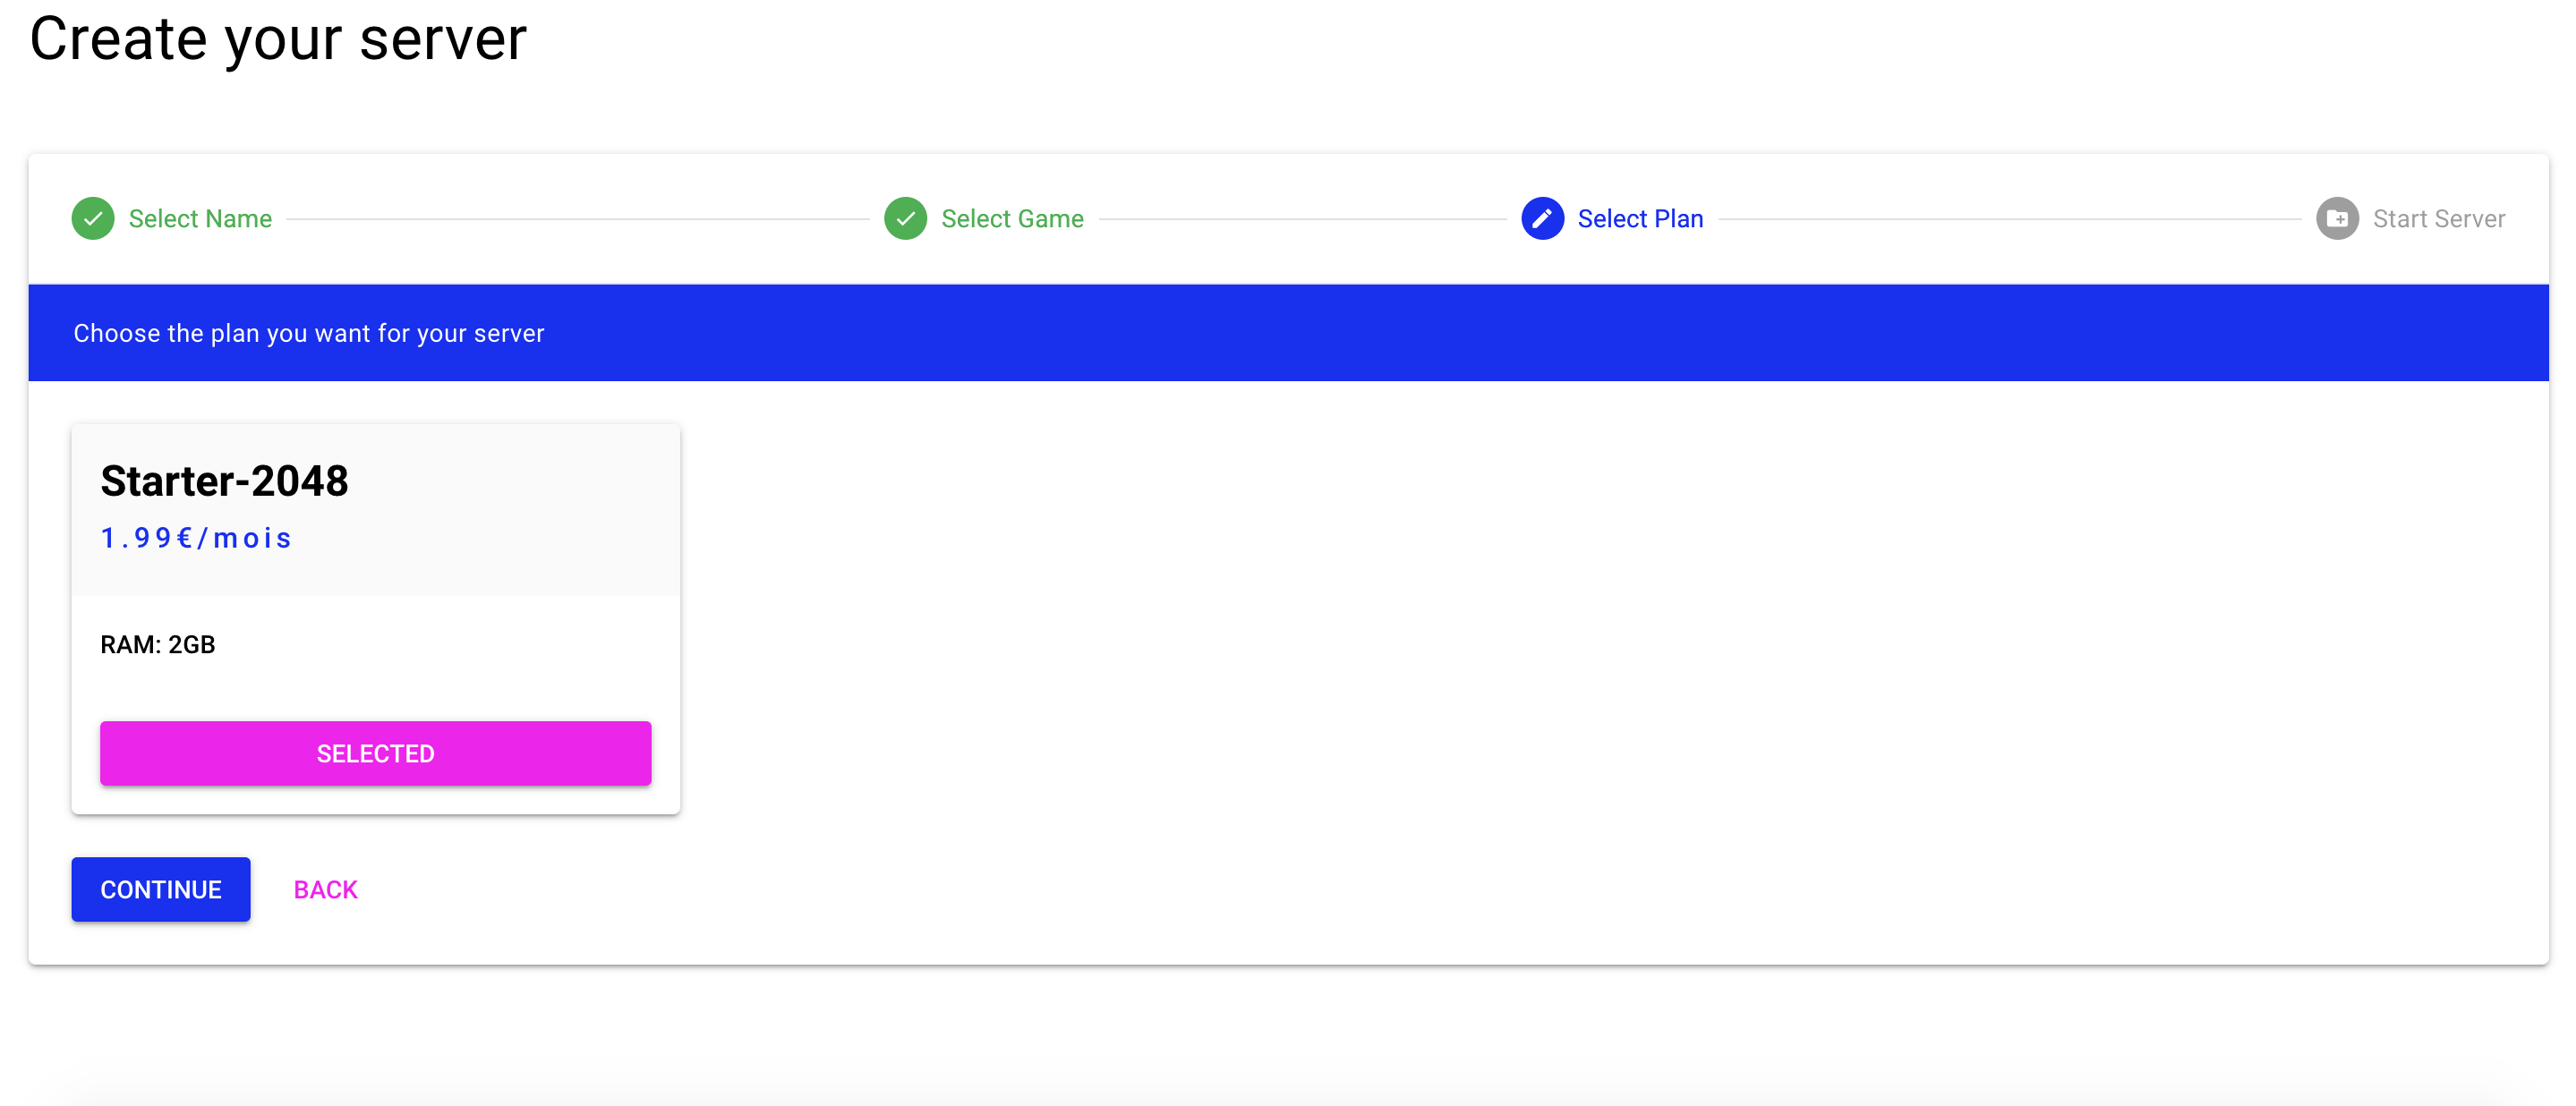 Create your server
Select Name
Select Game
Select Plan
Start Server
Choose the plan you want for your server
Starter-2048
1.99€/mois
RAM: 2GB
SELECTED
CONTINUE
BACK